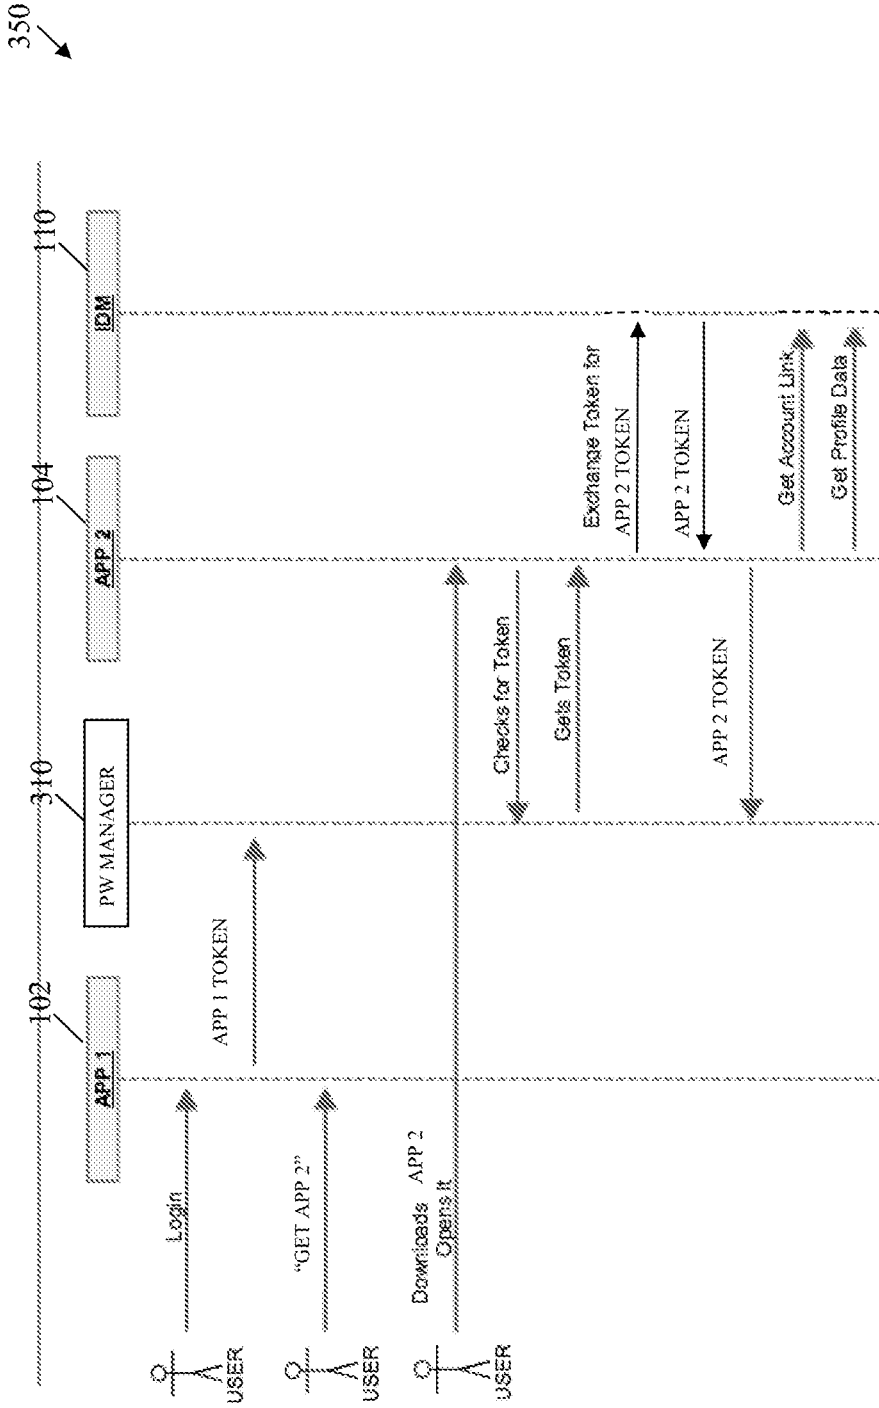 350
102
310
104
110
APP 1
PW MANAGER
APP 2
IDM
Login
USER
APP 1 TOKEN
“GET APP 2”
USER
Downloads APP 2
Opens It
USER
Checks for Token
Gets Token
Exchange Token for
APP 2 TOKEN
APP 2 TOKEN
APP 2 TOKEN
Get Account Link
Get Profile Data